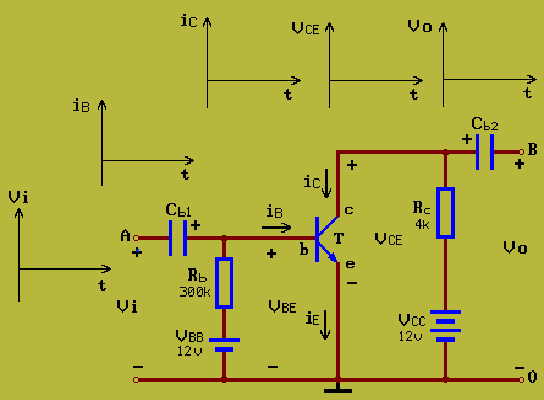 iC
VCE
Vo
t
t
t
iB
t
Vi
t
Cb2
+
B
+
+
iC
c
Rc
4k
A
+
Cb1
+
iB
b
+
T
VCE
e
−
Vo
Rb
300k
Vi
VBE
iE
VBB
12v
VCC
12v
−
−
−
0